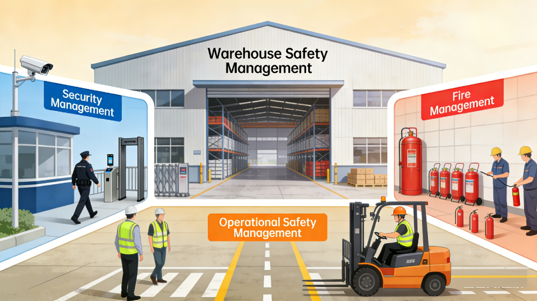 Warehouse Safety
Management
Security
Management
Fire
Management
Operational Safety
Management